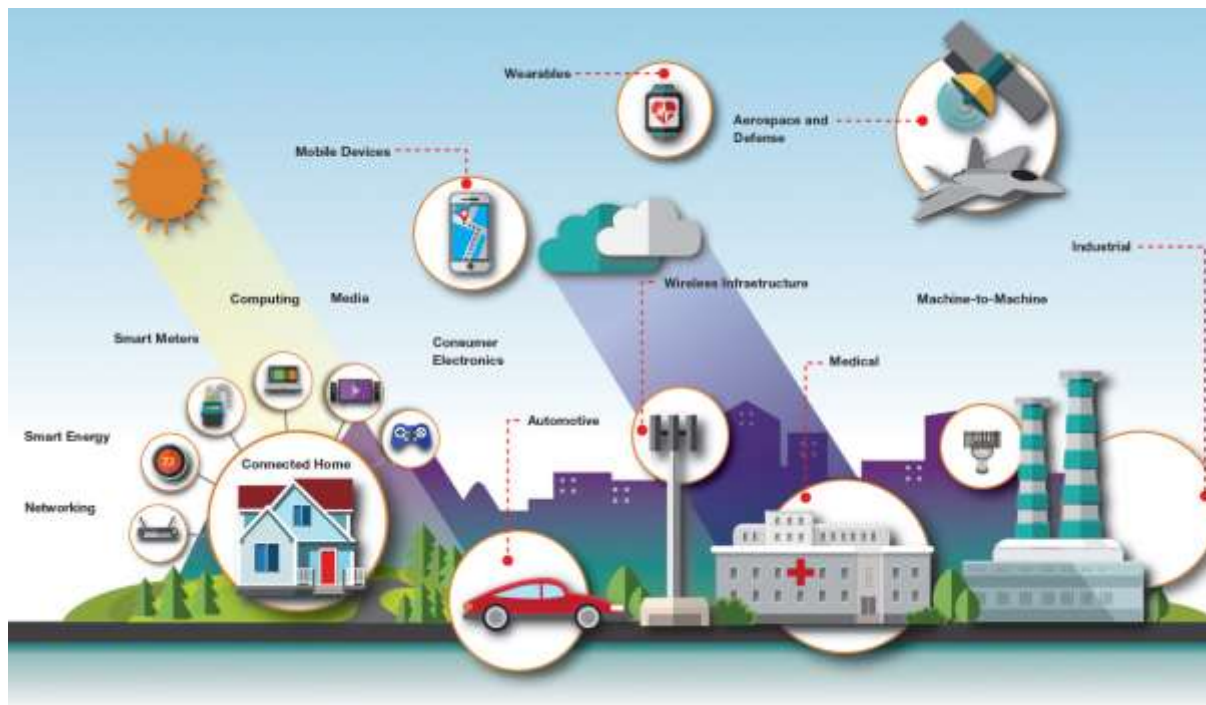 Wearables
Aerospace and
Defense
Mobile Devices
Industrial
Wireless Infrastructure
Computing
Media
Machine-to-Machine
Smart Meters
Consumer
Electronics
Medical
Automotive
Smart Energy
Connected Home
77
Networking